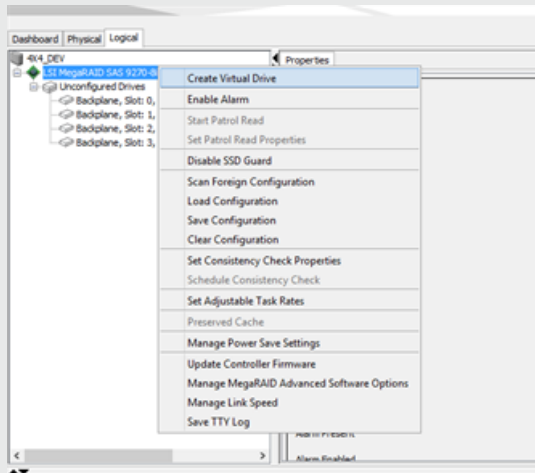 Dashboard Physical Logical
4X4_DEV
Properties
LSI MegaRAID SAS 9270-8i
Unconfigured Drives
Backplane, Slot: 0,
Backplane, Slot: 1,
Backplane, Slot: 2,
Backplane, Slot: 3,
Create Virtual Drive
Enable Alarm
Start Patrol Read
Set Patrol Read Properties
Disable SSD Guard
Scan Foreign Configuration
Load Configuration
Save Configuration
Clear Configuration
Set Consistency Check Properties
Schedule Consistency Check
Set Adjustable Task Rates
Preserved Cache
Manage Power Save Settings
Update Controller Firmware
Manage MegaRAID Advanced Software Options
Manage Link Speed
Save TTY Log
Alarm Present
Alarm Enabled